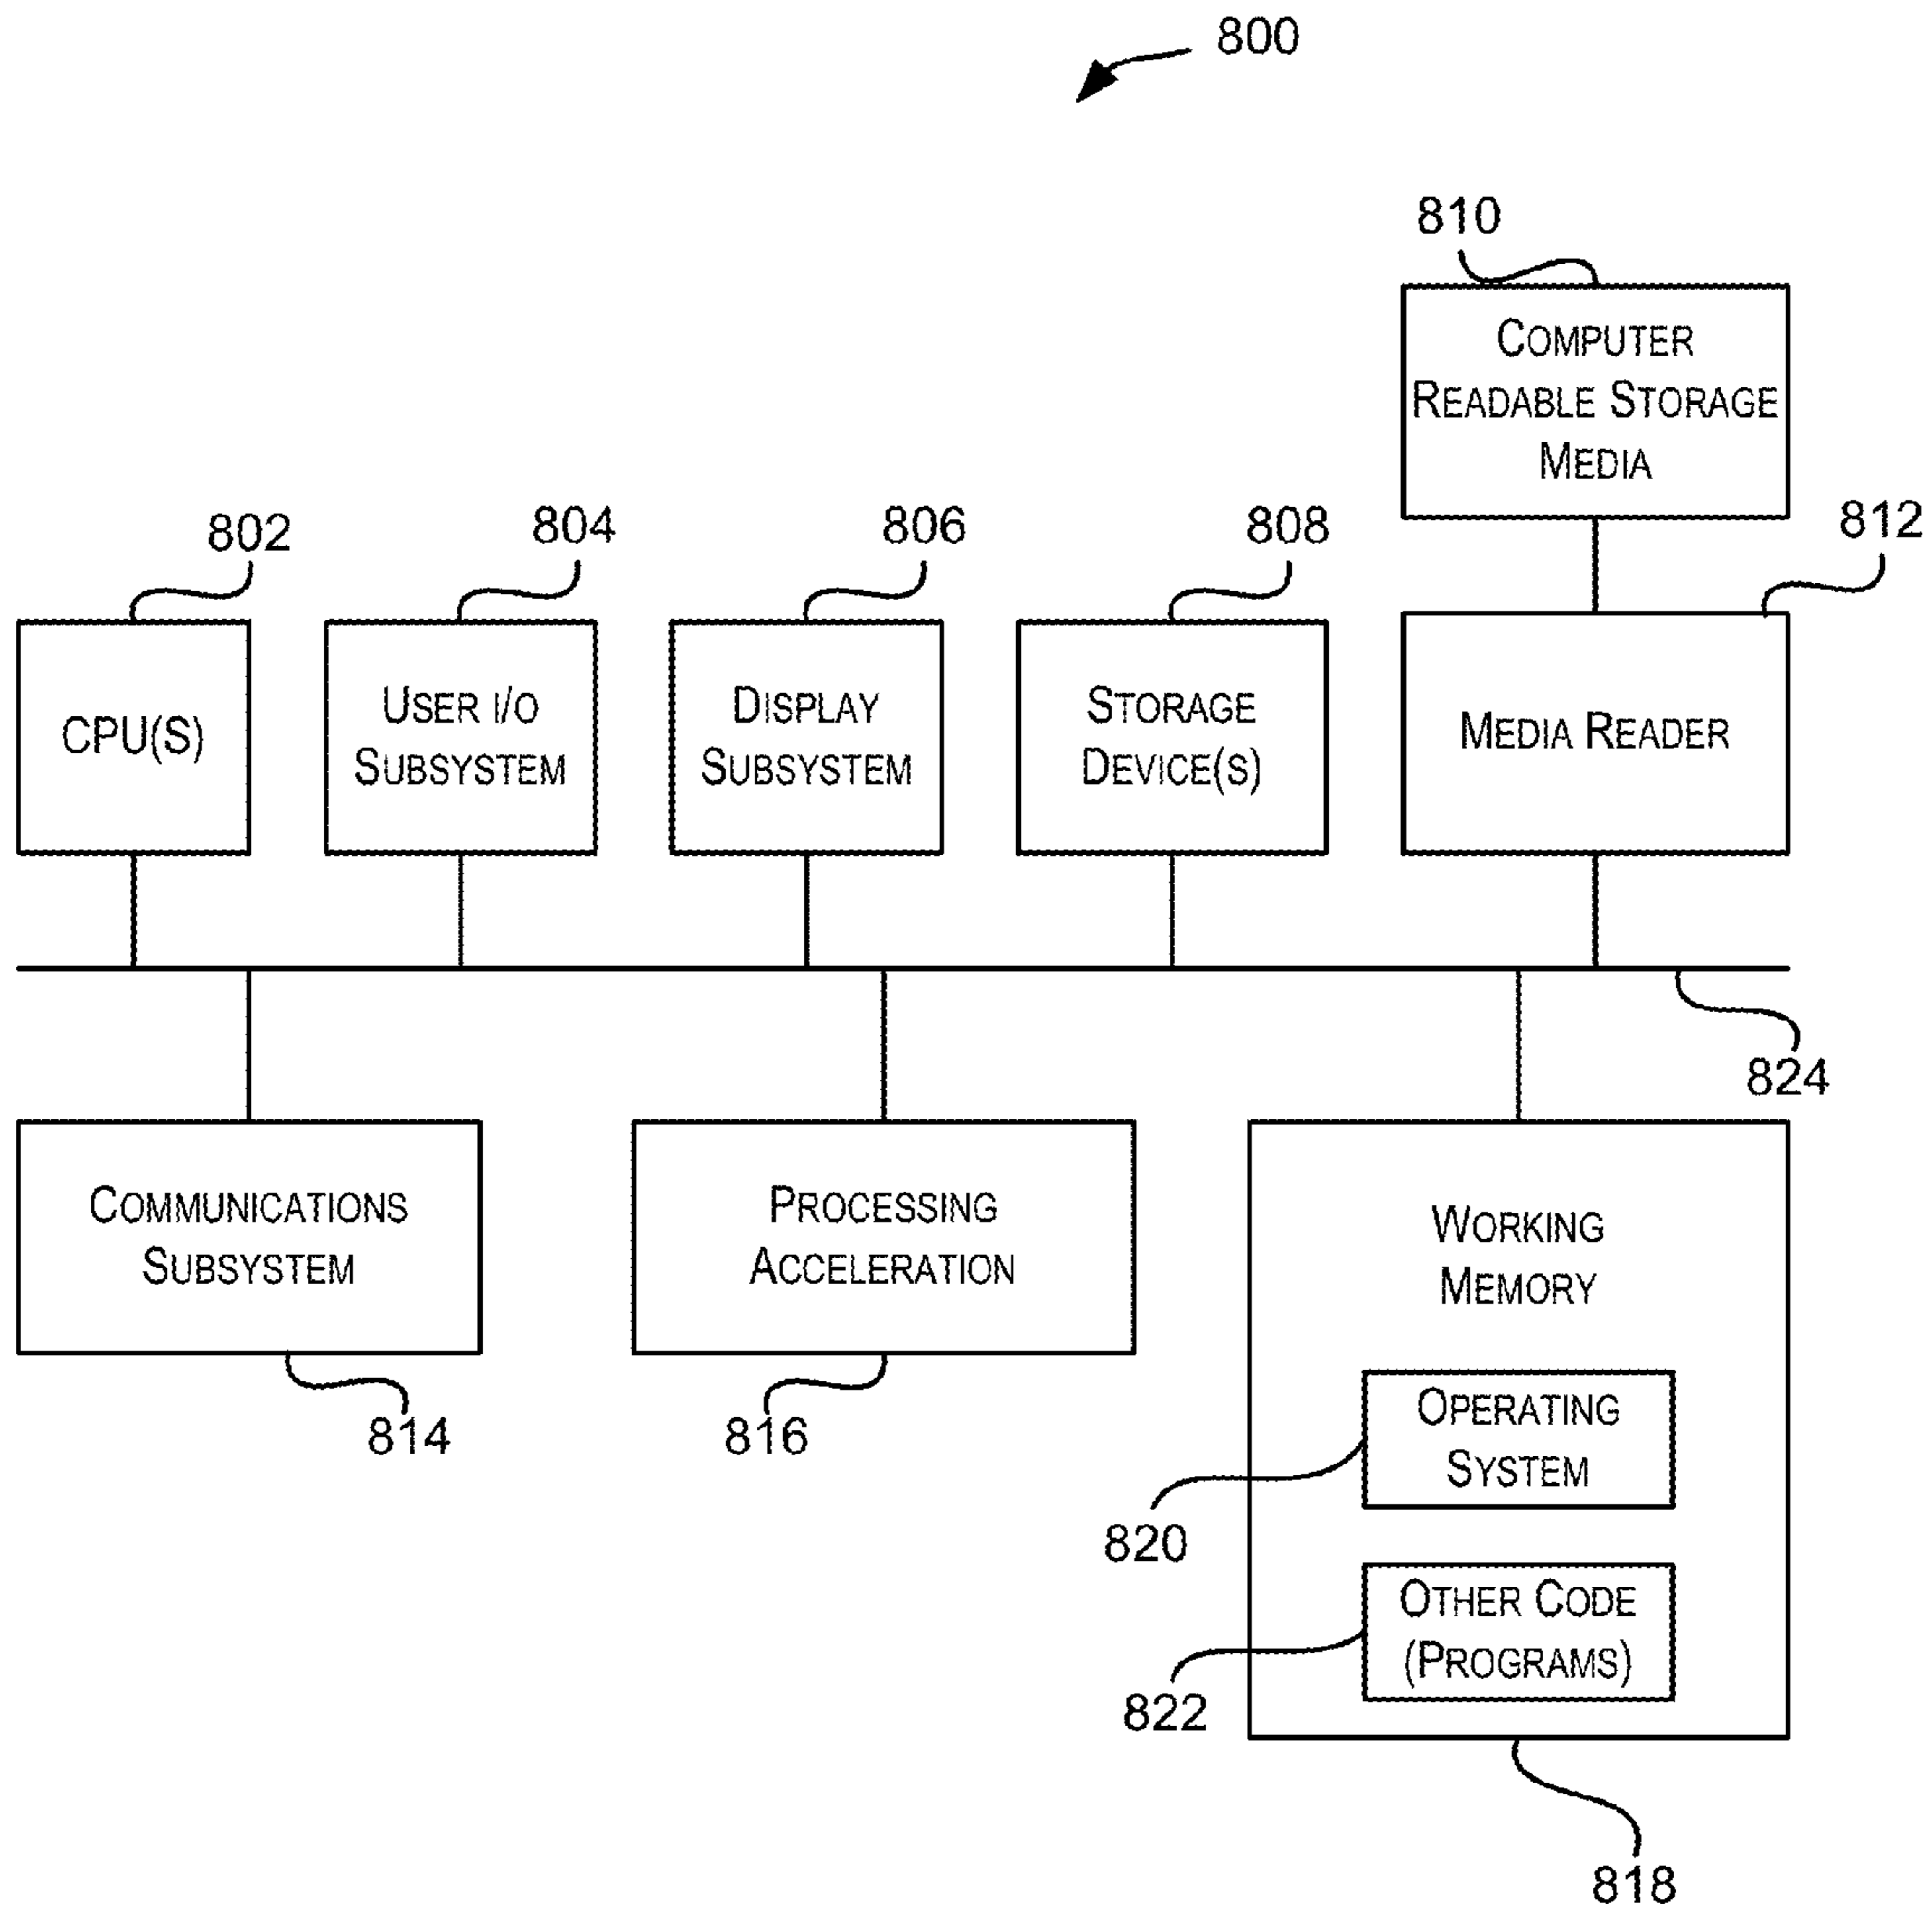 800
810
COMPUTER
READABLE STORAGE
MEDIA
802
804
806
808
812
CPU(S)
USER I/O
SUBSYSTEM
DISPLAY
SUBSYSTEM
STORAGE
DEVICE(S)
MEDIA READER
824
COMMUNICATIONS
SUBSYSTEM
PROCESSING
ACCELERATION
WORKING
MEMORY
814
816
OPERATING
SYSTEM
820
OTHER CODE
(PROGRAMS)
822
818